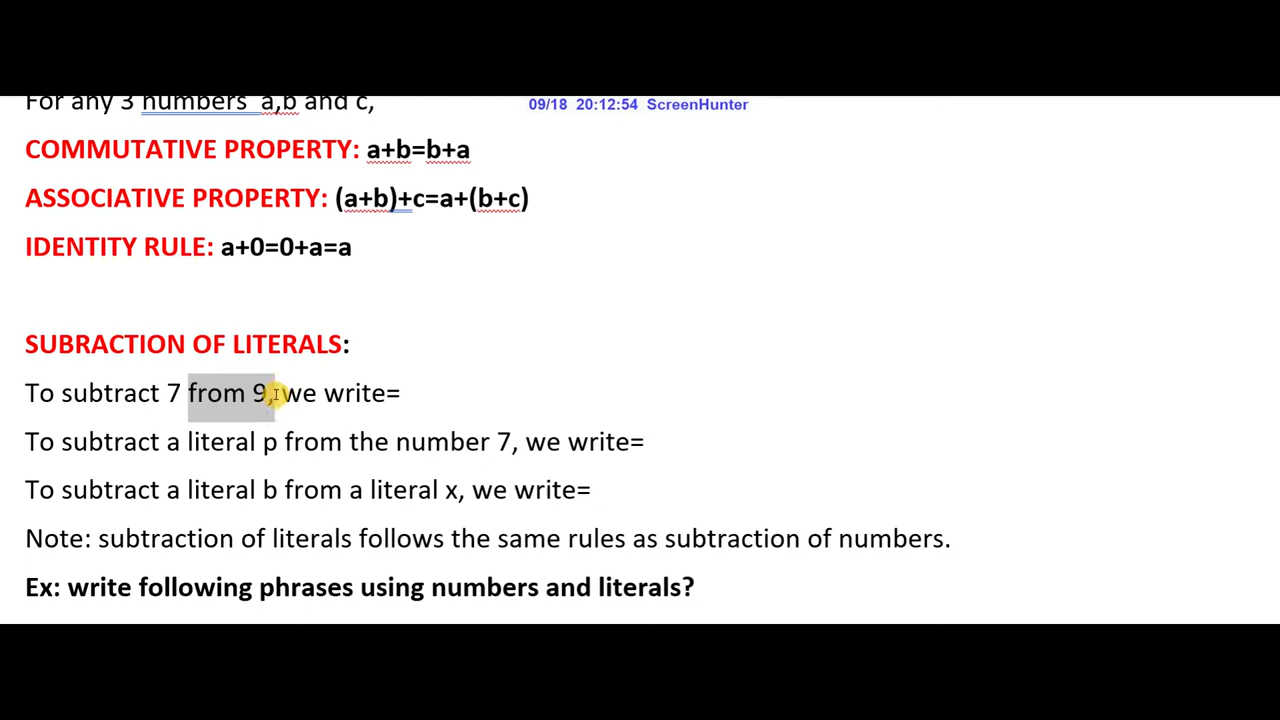 For any 3 numbers a,b and c,
09/18 20:12:54 ScreenHunter
COMMUTATIVE PROPERTY: a+b=b+a
ASSOCIATIVE PROPERTY: (a+b)+c=a+(b+c)
IDENTITY RULE: a+0=0+a=a
SUBRACTION OF LITERALS:
To subtract 7 from 9, we write=
To subtract a literal p from the number 7, we write=
To subtract a literal b from a literal x, we write=
Note: subtraction of literals follows the same rules as subtraction of numbers.
Ex: write following phrases using numbers and literals?